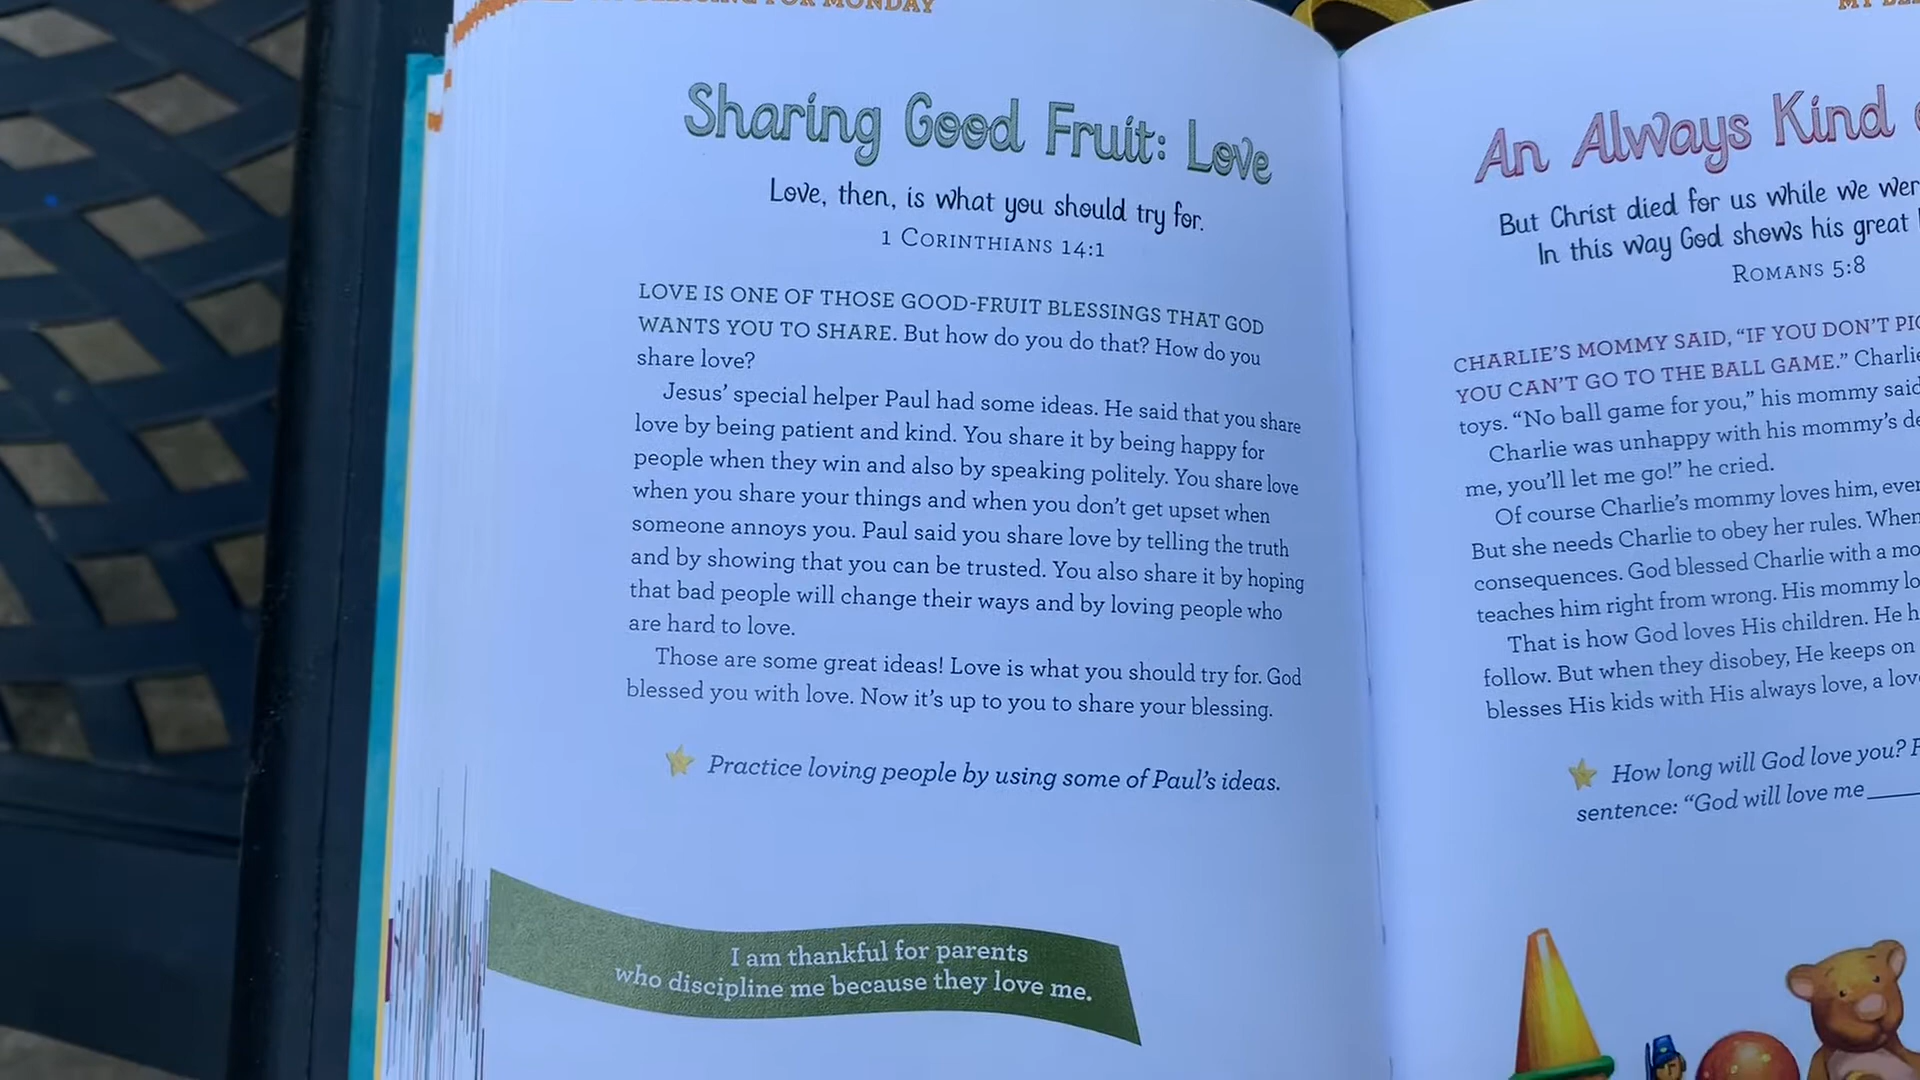 BLESSING FOR MONDAY
Sharing Good Fruit: Love
Love, then, is what you should try for.
1 CORINTHIANS 14:1
LOVE IS ONE OF THOSE GOOD-FRUIT BLESSINGS THAT GOD
WANTS YOU TO SHARE. But how do you do that? How do you
share love?
Jesus' special helper Paul had some ideas. He said that you share
love by being patient and kind. You share it by being happy for
people when they win and also by speaking politely. You share love
when you share your things and when you don't get upset when
someone annoys you. Paul said you share love by telling the truth
and by showing that you can be trusted. You also share it by hoping
that bad people will change their ways and by loving people who
are hard to love.
Those are some great ideas! Love is what you should try for. God
blessed you with love. Now it's up to you to share your blessing.
Practice loving people by using some of Paul's ideas.
I am thankful for parents
who discipline me because they love me.
MY
An Always Kind
But Christ died for us while we
In this way God shows his great
ROMANS 5:8
CHARLIE'S MOMMY SAID, "IF YOU DON'T
YOU CAN'T GO TO THE BALL GAME."
toys. "No ball game for you," his mommy said
Charlie was unhappy with his mommy's
me, you'll let me go!" he cried.
Of course Charlie's mommy loves him,
But she needs Charlie to obey her rules. When
consequences. God blessed Charlie with a
teaches him right from wrong. His mommy
That is how God loves His children. He
follow. But when they disobey, He keeps on
blesses His kids with His always love, a
How long will God love you?
sentence: "God will love me ____